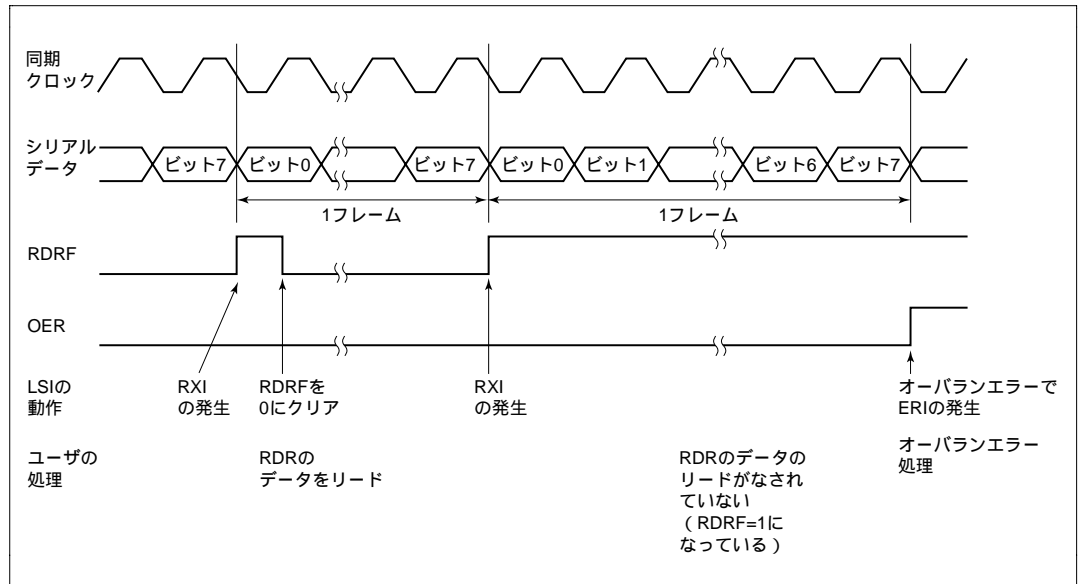 同期
クロック
シリアル
データ
ビット7
ビット0
ビット7
ビット0
ビット1
ビット6
ビット7
1フレーム
1フレーム
RDRF
OER
LSIの
動作
RXI
の発生
RDRFを
0にクリア
RXI
の発生
オーバランエラーで
ERIの発生
ユーザの
処理
RDRの
データをリード
RDRのデータの
リードがなされ
ていない
（RDRF=1に
なっている）
オーバランエラー
処理